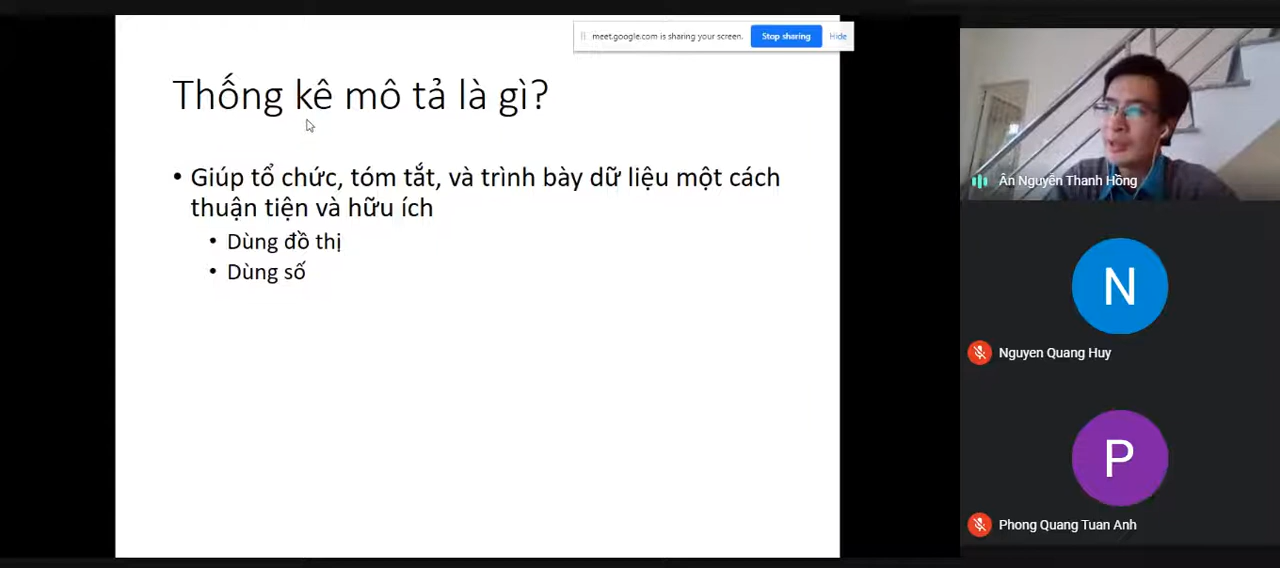 meet.google.com is sharing your screen. Stop sharing Hide
Thống kê mô tả là gì?
• Giúp tổ chức, tóm tắt, và trình bày dữ liệu một cách
thuận tiện và hữu ích
• Dùng đồ thị
• Dùng số
Ân Nguyễn Thanh Hồng
N
Nguyen Quang Huy
P
Phong Quang Tuan Anh